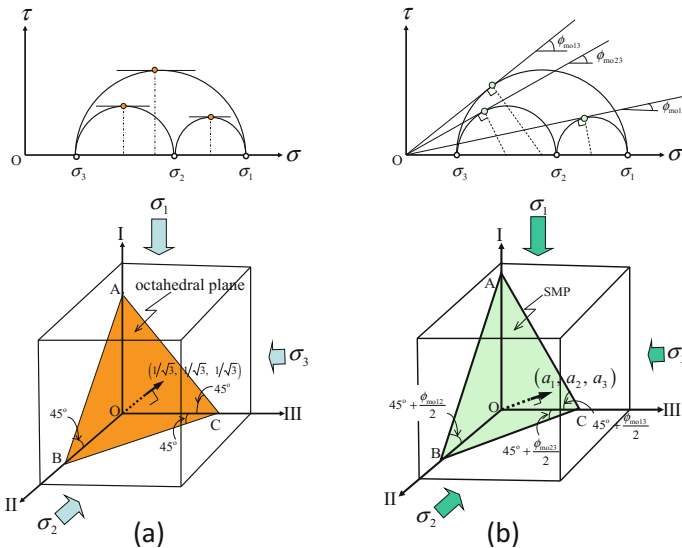 τ
O
σ₃
σ₂
σ₁
σ
τ
ϕmo13
ϕmo23
ϕmo1
O
σ₃
σ₂
σ₁
σ
σ₁
I
A
octahedral plane
(1/√3, 1/√3, 1/√3)
45°
σ₃
O
III
C
45°
45°
B
II
σ₂
(a)
σ₁
I
A
SMP
(a₁, a₂, a₃)
σ
O
III
C
45° + ϕmo12/2
45° + ϕmo13/2
45° + ϕmo23/2
B
II
σ₂
(b)